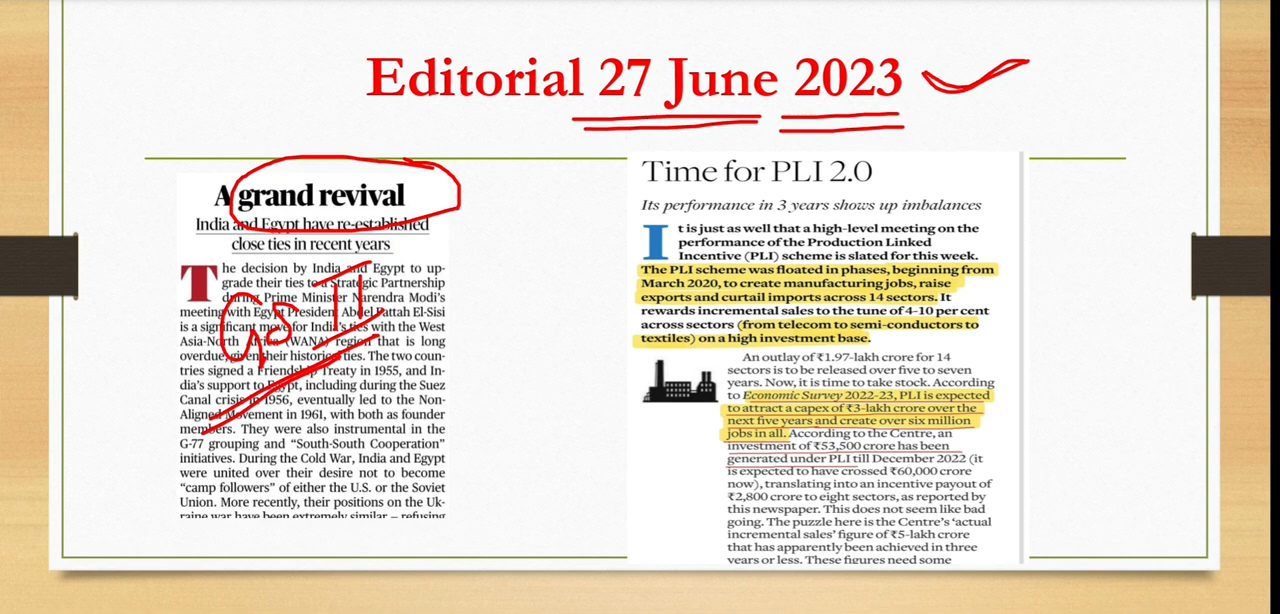 Editorial 27 June 2023
A grand revival
India and Egypt have re-established
close ties in recent years
The decision by India and Egypt to up-
grade their ties to a Strategic Partnership
during Prime Minister Narendra Modi's
meeting with Egypt President Abdel Fattah El-Sisi
is a significant move for India's ties with the West
Asia-North Africa (WANA) region that is long
overdue, given their historic ties. The two coun-
tries signed a Friendship Treaty in 1955, and In-
dia's support to Egypt, including during the Suez
Canal crisis in 1956, eventually led to the Non-
Aligned Movement in 1961, with both as founder
members. They were also instrumental in the
G-77 grouping and "South-South Cooperation"
initiatives. During the Cold War, India and Egypt
were united over their desire not to become
"camp followers" of either the U.S. or the Soviet
Union. More recently, their positions on the Uk-
raine war have been extremely similar — refusing
GS II
Time for PLI 2.0
Its performance in 3 years shows up imbalances
It is just as well that a high-level meeting on the
performance of the Production Linked
Incentive (PLI) scheme is slated for this week.
The PLI scheme was floated in phases, beginning from
March 2020, to create manufacturing jobs, raise
exports and curtail imports across 14 sectors. It
rewards incremental sales to the tune of 4-10 per cent
across sectors (from telecom to semi-conductors to
textiles) on a high investment base.
An outlay of ₹1.97-lakh crore for 14
sectors is to be released over five to seven
years. Now, it is time to take stock. According
to Economic Survey 2022-23, PLI is expected
to attract a capex of ₹3-lakh crore over the
next five years and create over six million
jobs in all. According to the Centre, an
investment of ₹53,500 crore has been
generated under PLI till December 2022 (it
is expected to have crossed ₹60,000 crore
now), translating into an incentive payout of
₹2,800 crore to eight sectors, as reported by
this newspaper. This does not seem like bad
going. The puzzle here is the Centre's 'actual
incremental sales' figure of ₹5-lakh crore
that has apparently been achieved in three
years or less. These figures need some